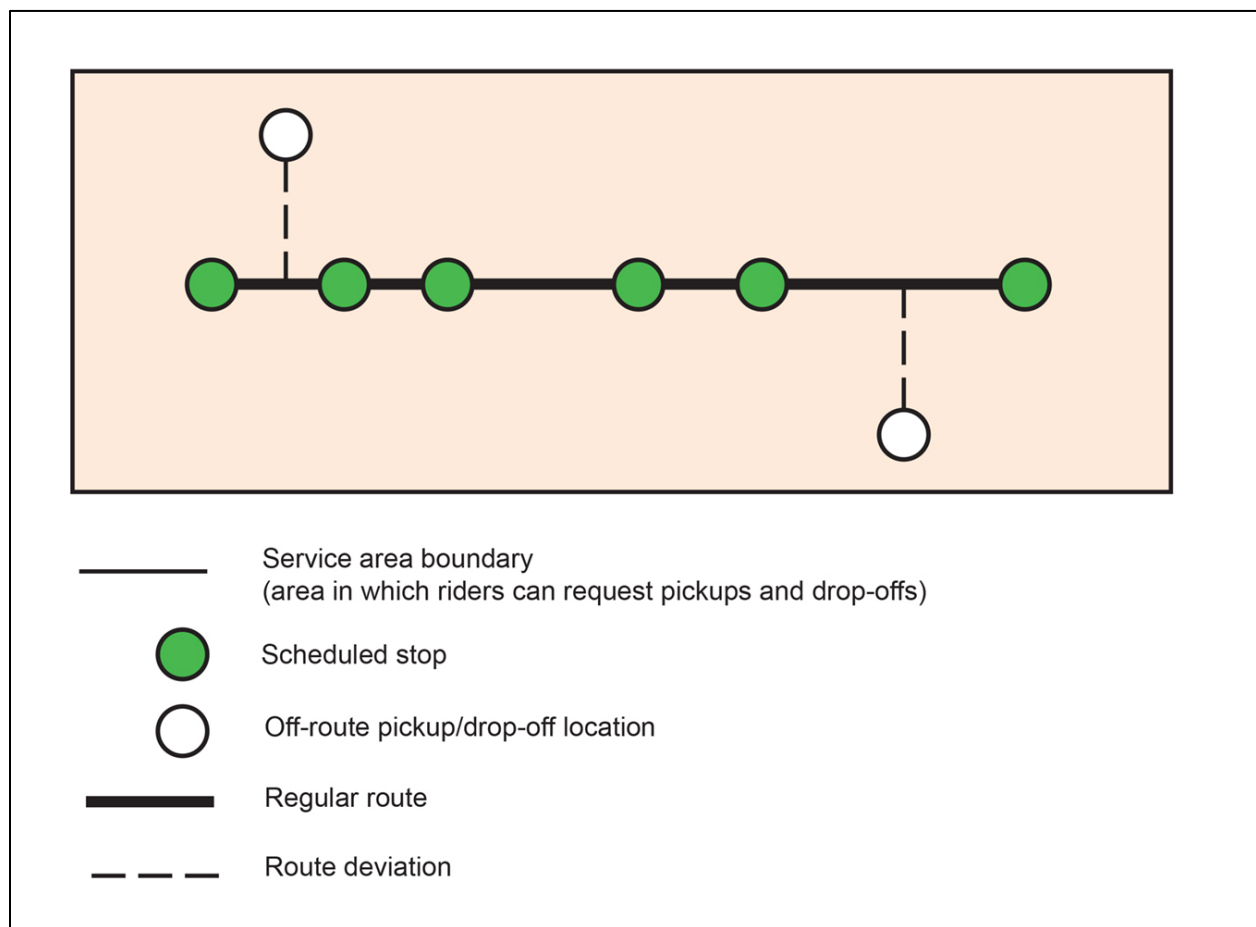 Service area boundary
(area in which riders can request pickups and drop-offs)
Scheduled stop
Off-route pickup/drop-off location
Regular route
Route deviation